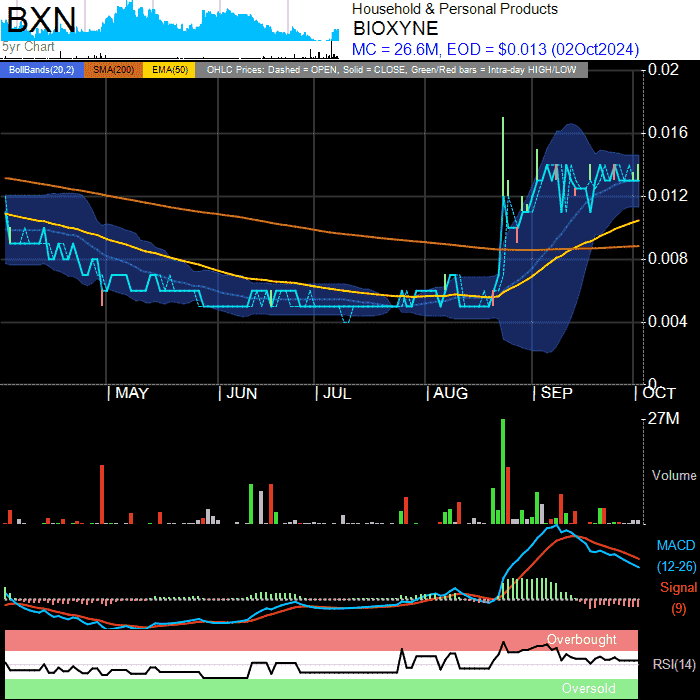 BXN
5yr Chart
Household & Personal Products
BIOXYNE
MC = 26.6M, EOD = $0.013 (02Oct2024)
BollBands(20,2) SMA(200) EMA(50) OHLC Prices: Dashed = OPEN, Solid = CLOSE, Green/Red bars = Intra-day HIGH/LOW
0.02
0.016
0.012
0.008
0.004
0
MAY JUN JUL AUG SEP OCT
27M
Volume
MACD
(12-26)
Signal
(9)
Overbought
RSI(14)
Oversold